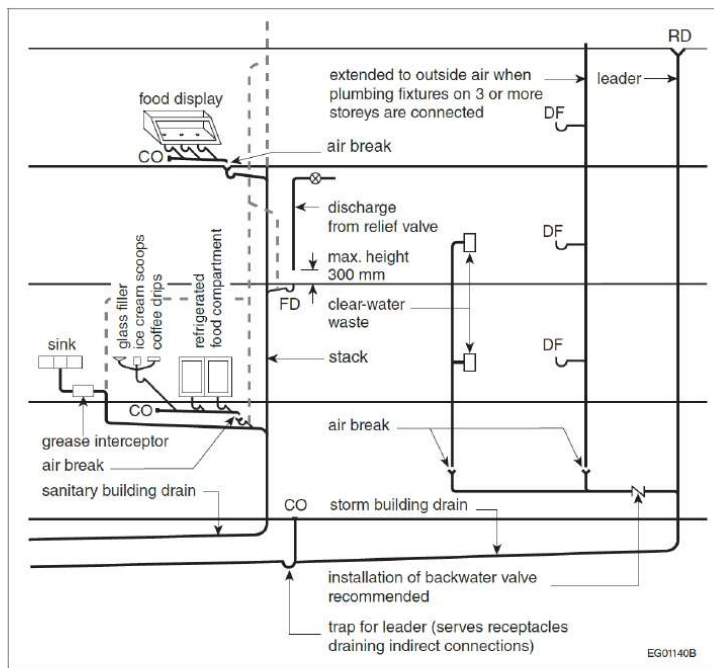 RD
extended to outside air when
plumbing fixtures on 3 or more
storeys are connected
leader
food display
DF
CO
air break
discharge
from relief valve
DF
max. height
300 mm
glass filler
ice cream scoops
coffee drips
refrigerated
food compartment
FD
clear-water
waste
sink
stack
DF
CO
grease interceptor
air break
air break
sanitary building drain
CO
storm building drain
installation of backwater valve
recommended
trap for leader (serves receptacles
draining indirect connections)
EG01140B